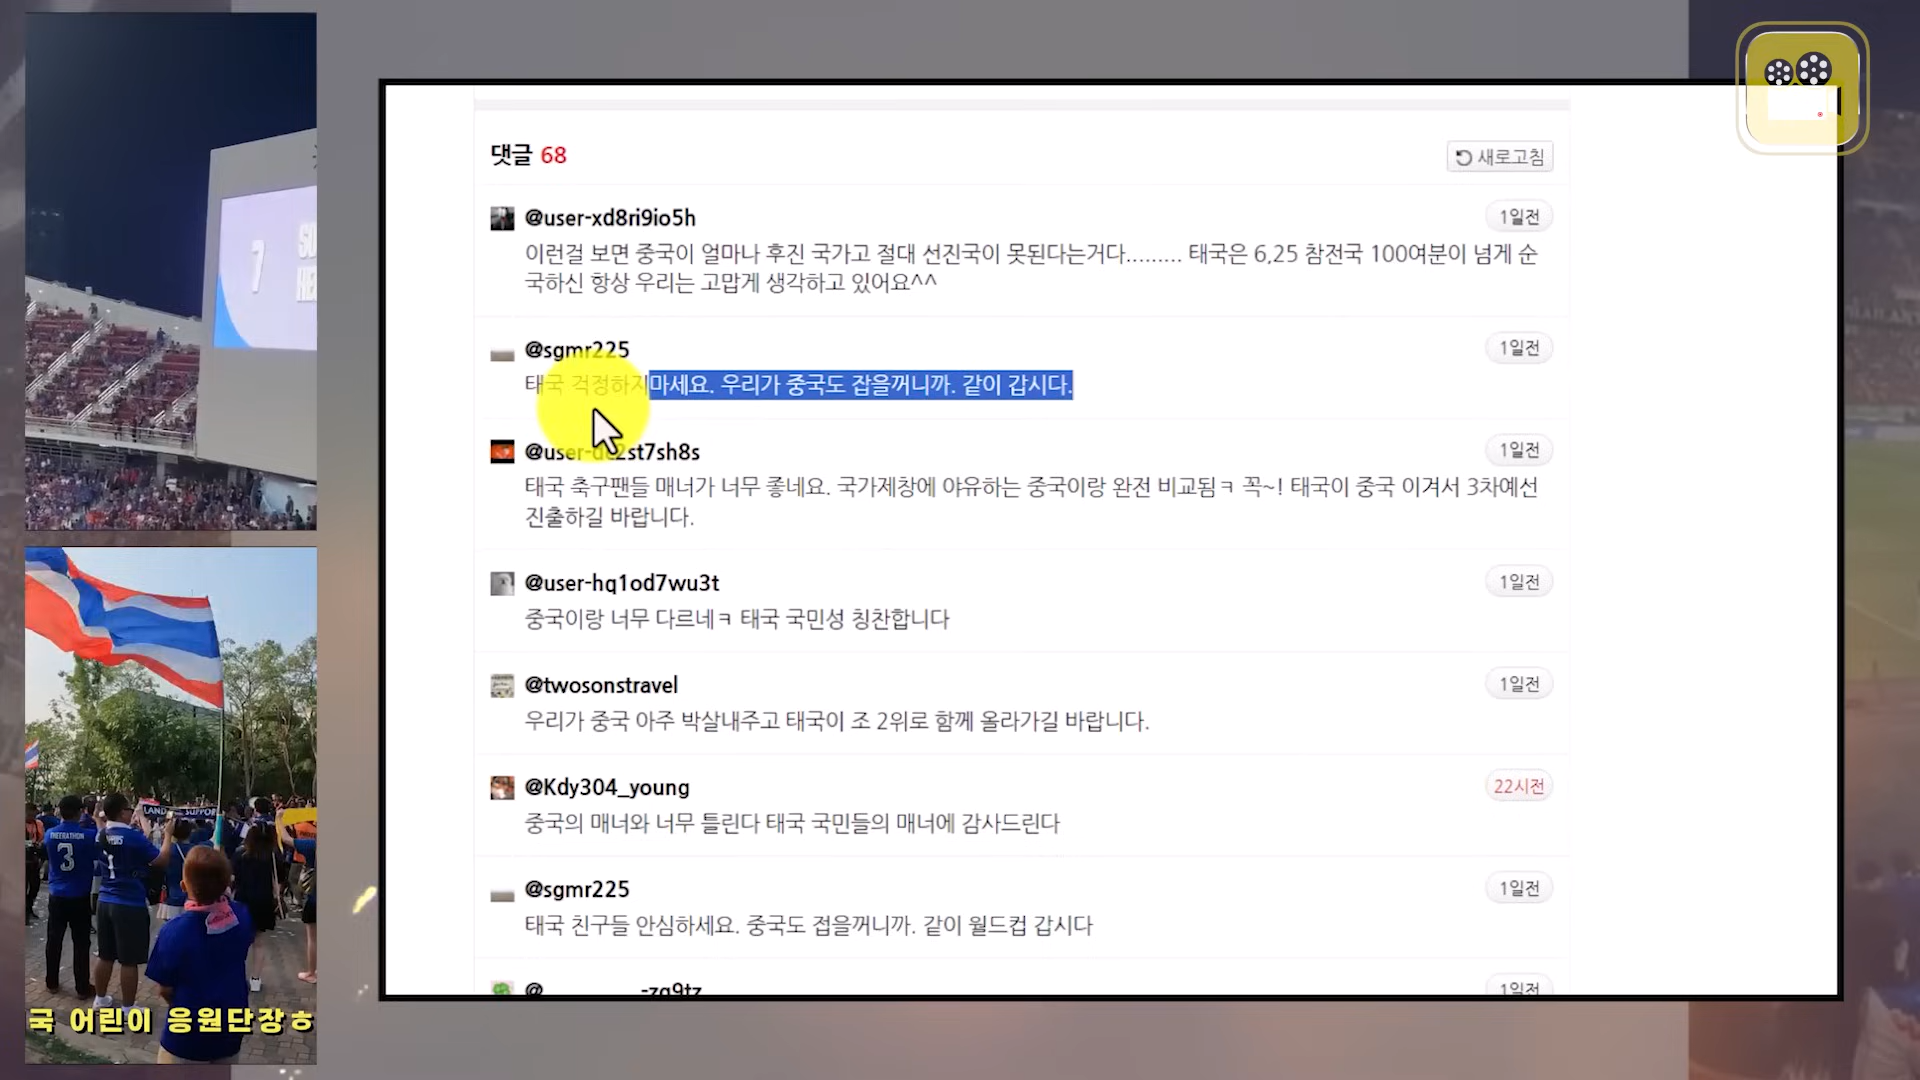 댓글 68
새로고침
@user-xd8ri9io5h
1일전
이런걸 보면 중국이 얼마나 후진 국가고 절대 선진국이 못된다는거다......... 태국은 6,25 참전국 100여분이 넘게 순
국하신 항상 우리는 고맙게 생각하고 있어요^^
@sgmr225
1일전
태국 걱정하지마세요. 우리가 중국도 잡을꺼니까. 같이 갑시다.
@user-dc2st7sh8s
1일전
태국 축구팬들 매너가 너무 좋네요. 국가제창에 야유하는 중국이랑 완전 비교됨ㅋ 꼭~! 태국이 중국 이겨서 3차예선
진출하길 바랍니다.
@user-hq1od7wu3t
1일전
중국이랑 너무 다르네ㅋ 태국 국민성 칭찬합니다
@twosonstravel
1일전
우리가 중국 아주 박살내주고 태국이 조 2위로 함께 올라가길 바랍니다.
@Kdy304_young
22시전
중국의 매너와 너무 틀린다 태국 국민들의 매너에 감사드린다
@sgmr225
1일전
태국 친구들 안심하세요. 중국도 접을꺼니까. 같이 월드컵 갑시다
@ -zq9tz
1일전
7
3
1
국 어린이 응원단장ㅎ